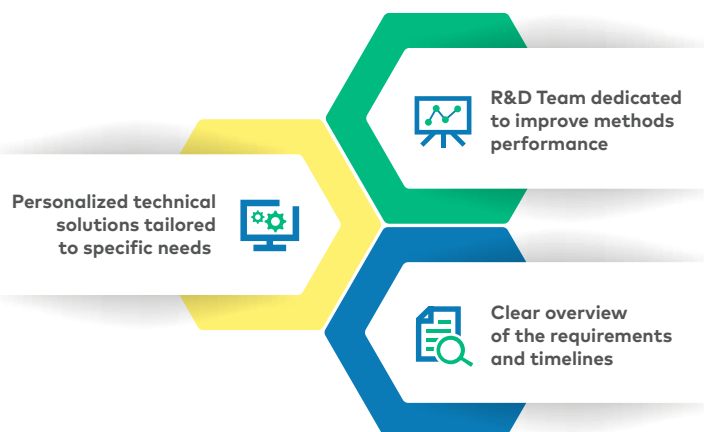 R&D Team dedicated
to improve methods
performance
Personalized technical
solutions tailored
to specific needs
Clear overview
of the requirements
and timelines